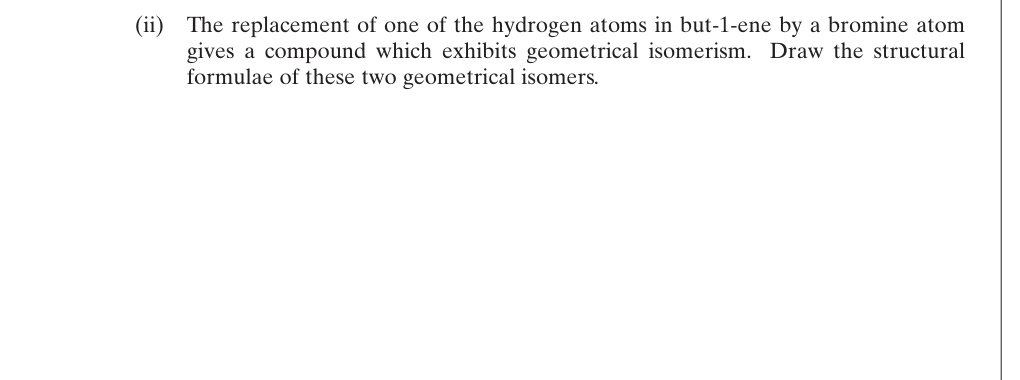 (ii) The replacement of one of the hydrogen atoms in but-1-ene by a bromine atom
gives a compound which exhibits geometrical isomerism. Draw the structural
formulae of these two geometrical isomers.